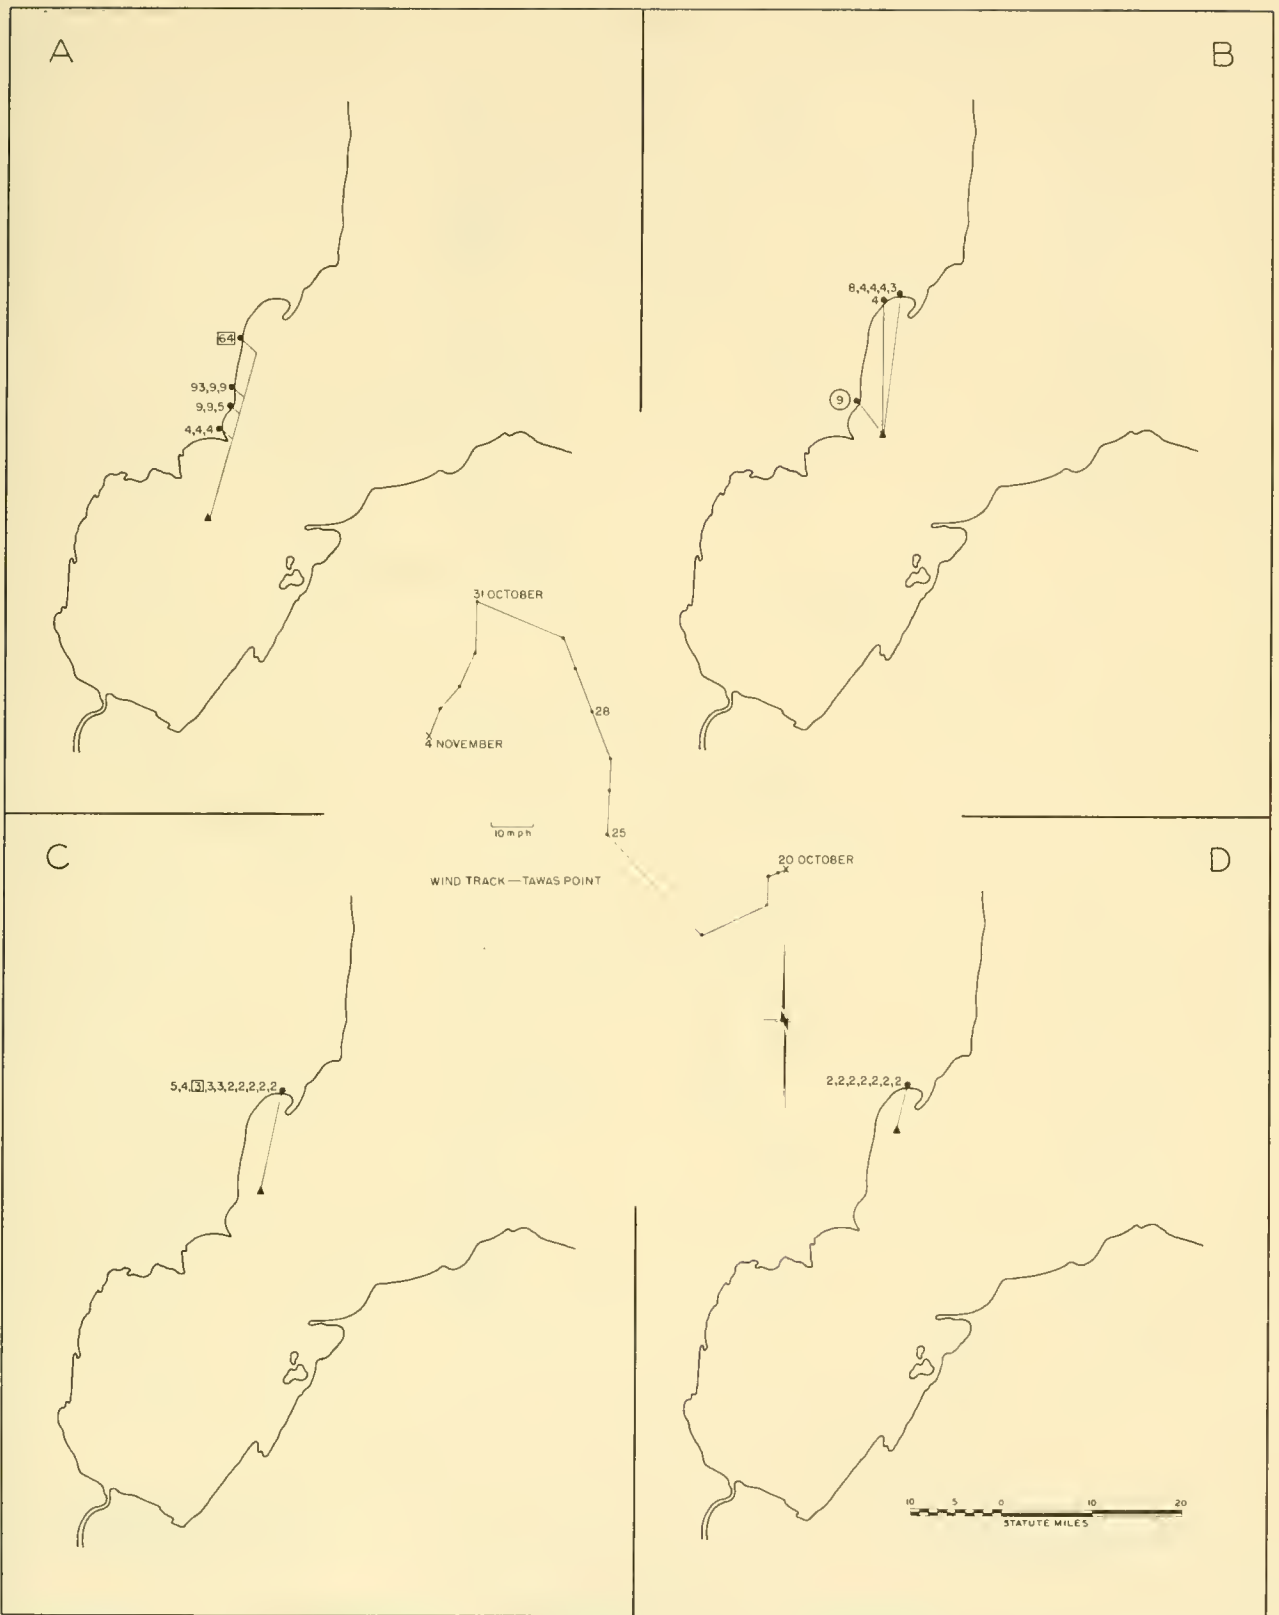 A
B
64
93,9,9
9,9,5
4,4,4
8,4,4,4,3
4
9
31 OCTOBER
28
4 NOVEMBER
25
10 mph
WIND TRACK — TAWAS POINT
20 OCTOBER
C
D
5,4,3,3,3,2,2,2,2,2
2,2,2,2,2,2,2
10 5 0 10 20
STATUTE MILES